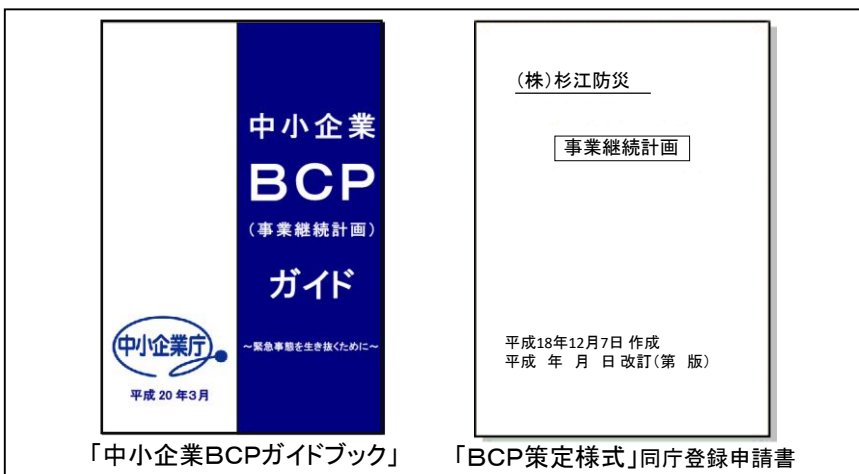 中小企業
BCP
(事業継続計画)
ガイド
～緊急事態を生き抜くために～
中小企業庁
平成20年3月
「中小企業BCPガイドブック」
(株)杉江防災
事業継続計画
平成18年12月7日 作成
平成 年 月 日 改訂(第 版)
「BCP策定様式」同庁登録申請書